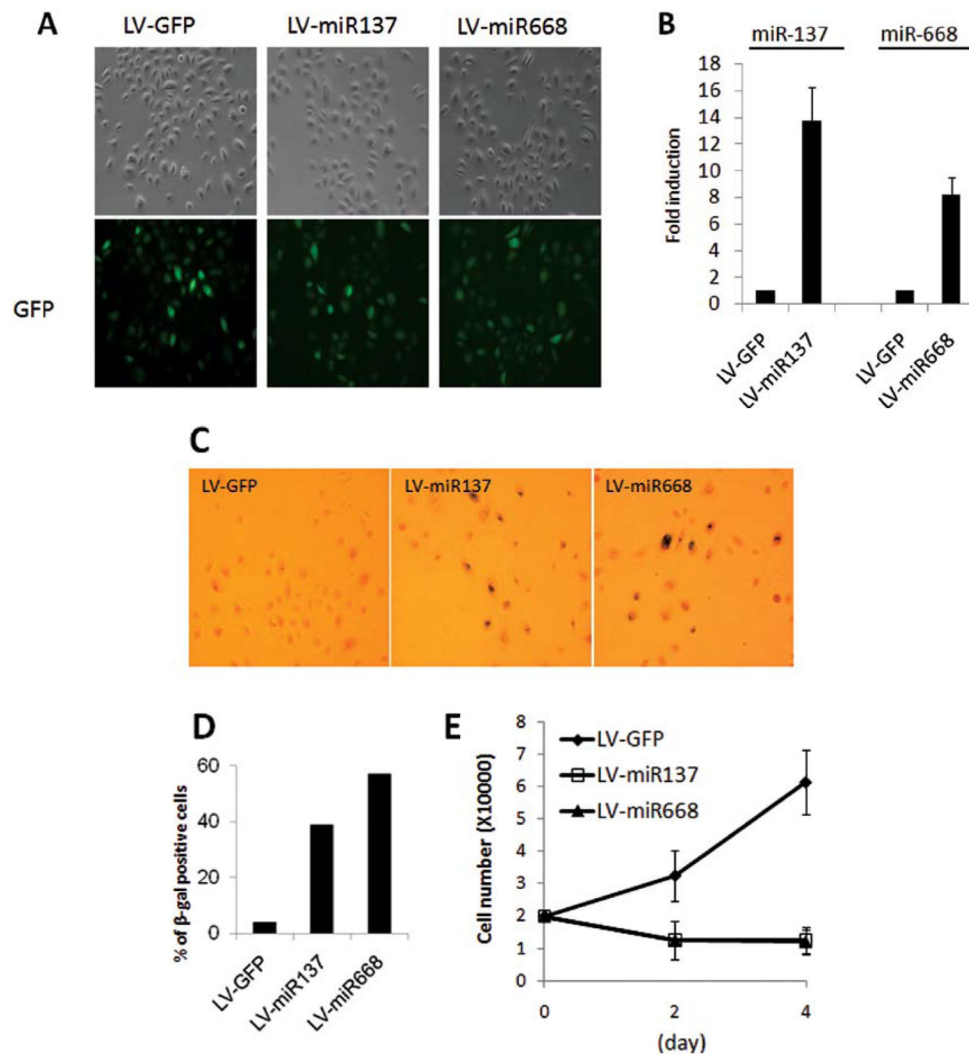 A
LV-GFP
LV-miR137
LV-miR668
GFP
B
miR-137
miR-668
Fold induction
18
16
14
12
10
8
6
4
2
0
LV-GFP
LV-miR137
LV-GFP
LV-miR668
C
LV-GFP
LV-miR137
LV-miR668
D
% of β-gal positive cells
60
40
20
0
LV-GFP
LV-miR137
LV-miR668
E
LV-GFP
LV-miR137
LV-miR668
Cell number (X10000)
8
7
6
5
4
3
2
1
0
0
2
4
(day)